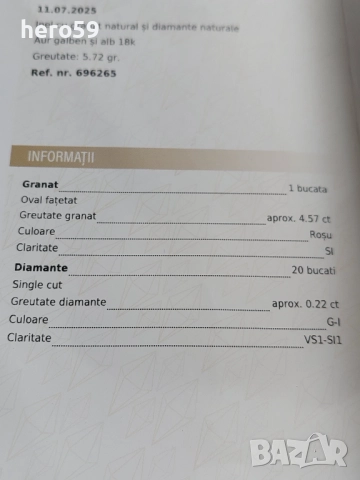 11.07.2025
hero59
natural și diamante naturale
Aur galben și alb 18k
Greutate: 5.72 gr.
Ref. nr. 696265
INFORMAȚII
Granat 1 bucata
Oval fațetat
Greutate granat aprox. 4.57 ct
Culoare Roșu
Claritate SI
Diamante 20 bucati
Single cut
Greutate diamante aprox. 0.22 ct
Culoare G-I
Claritate VS1-SI1
BAZAR